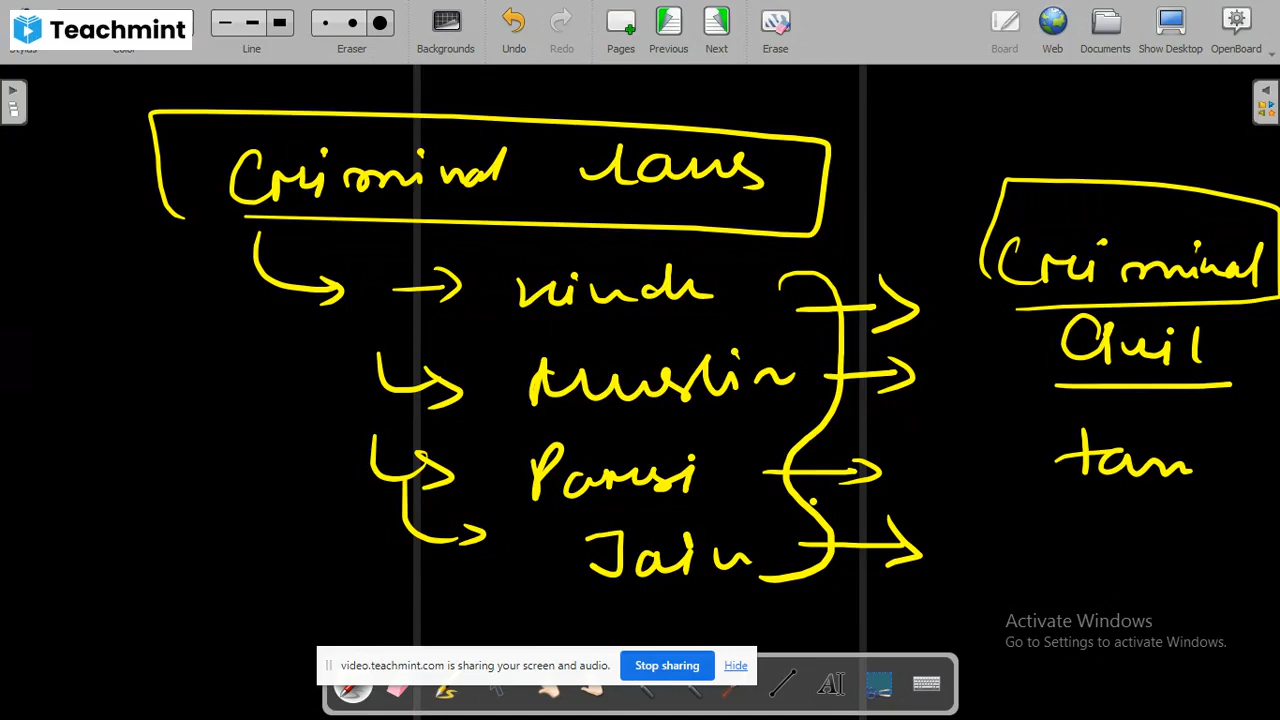 Teachmint
Line
Eraser
Backgrounds
Undo
Redo
Pages
Previous
Next
Erase
Board
Web
Documents
Show Desktop
OpenBoard
Criminal laws
Hindu
Muslim
Parsi
Jain
Criminal
Civil
tax
Activate Windows
Go to Settings to activate Windows.
video.teachmint.com is sharing your screen and audio.
Stop sharing
Hide
AI